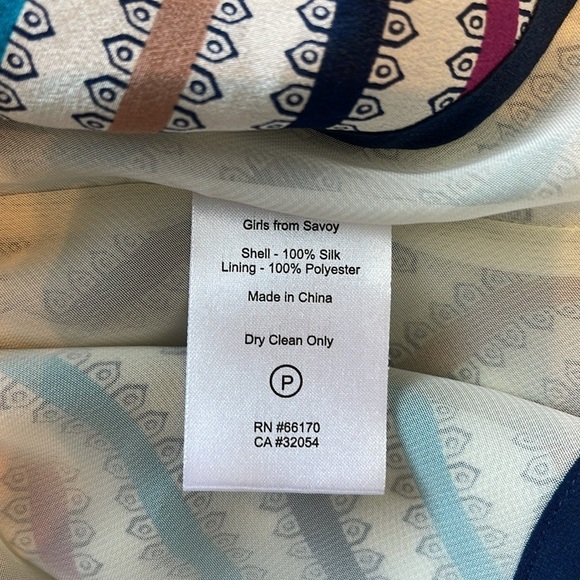 Girls from Savoy
Shell - 100% Silk
Lining - 100% Polyester
Made in China
Dry Clean Only
P
RN #66170
CA #32054